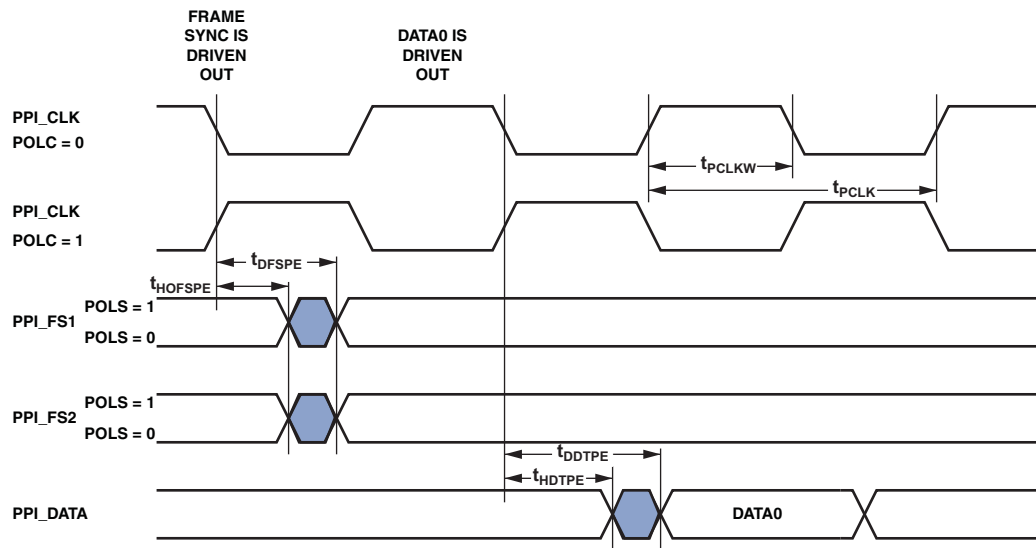 FRAME
SYNC IS
DRIVEN
OUT
DATA0 IS
DRIVEN
OUT
PPI_CLK
POLC = 0
tPCLKW
tPCLK
PPI_CLK
POLC = 1
tDFSPE
tHOFSPE
POLS = 1
PPI_FS1
POLS = 0
POLS = 1
PPI_FS2
POLS = 0
tDDTPE
tHDTPE
PPI_DATA
DATA0